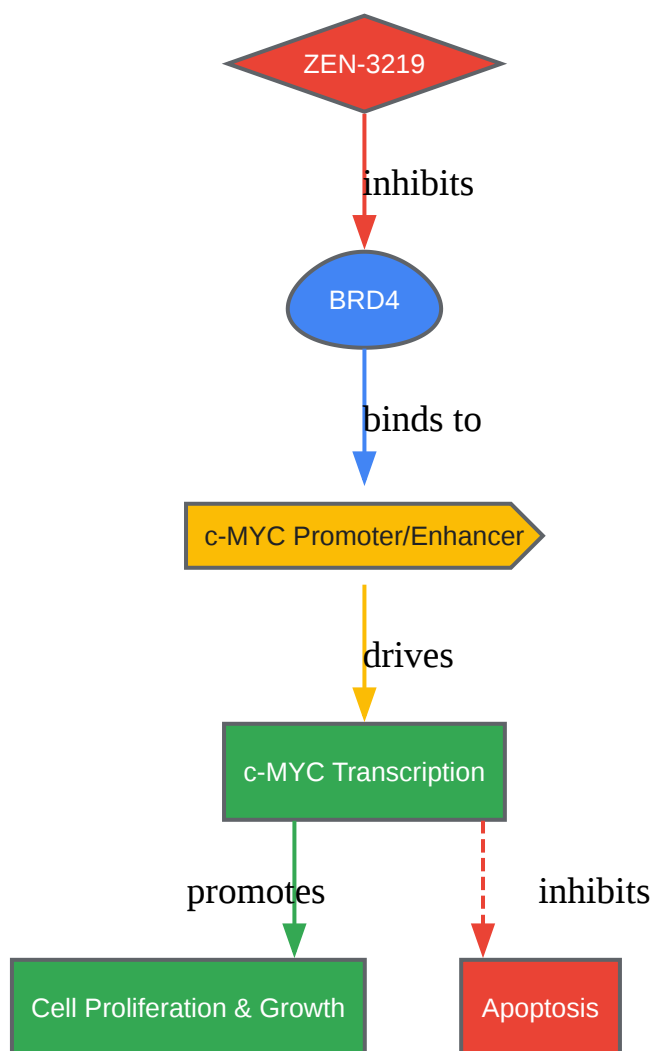 ZEN-3219
inhibits
BRD4
binds to
c-MYC Promoter/Enhancer
drives
c-MYC Transcription
promotes
inhibits
Cell Proliferation & Growth
Apoptosis